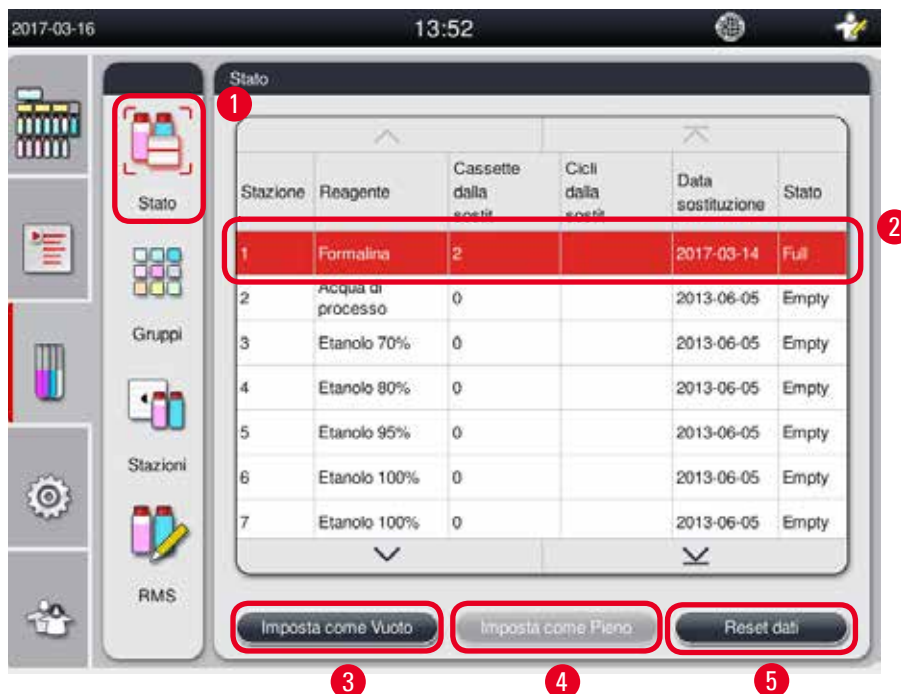 2017-03-16 13:52
Stato
1
Stato
Gruppi
Stazioni
RMS
Stazione Reagente Cassette dalla sostit. Cicli dalla sostit. Data sostituzione Stato
2
1 Formalina 2 2017-03-14 Full
2 Acqua di processo 0 2013-06-05 Empty
3 Etanolo 70% 0 2013-06-05 Empty
4 Etanolo 80% 0 2013-06-05 Empty
5 Etanolo 95% 0 2013-06-05 Empty
6 Etanolo 100% 0 2013-06-05 Empty
7 Etanolo 100% 0 2013-06-05 Empty
Imposta come Vuoto Imposta come Pieno Reset dati
3 4 5